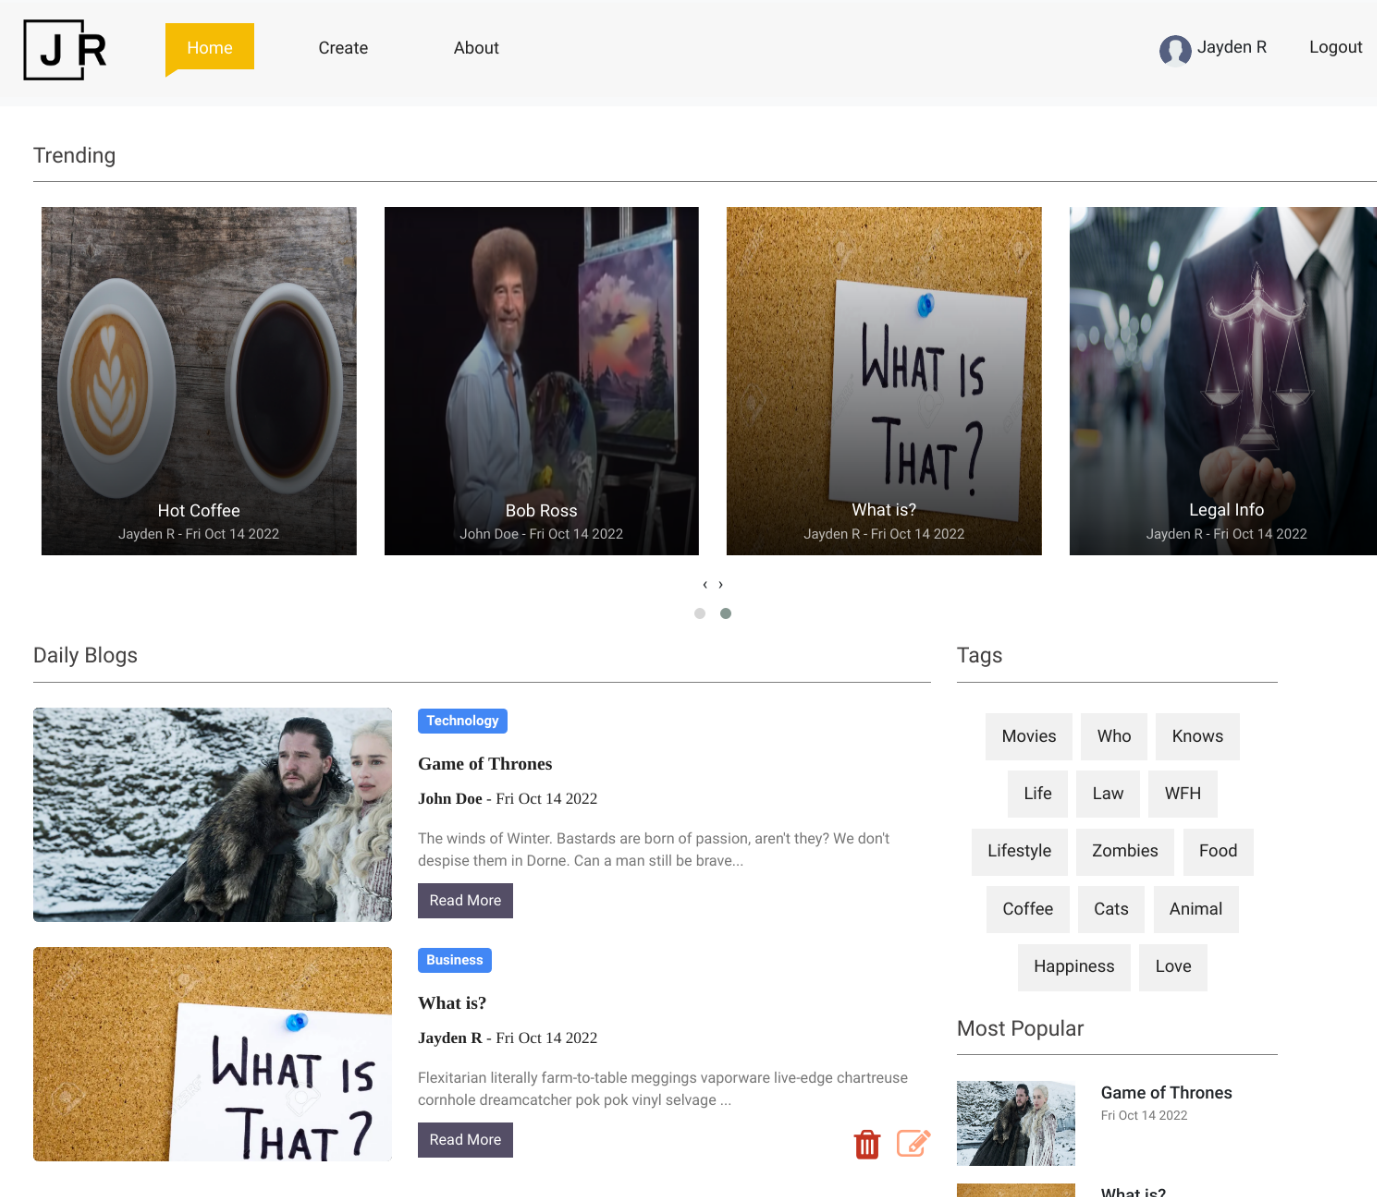 J R
Home
Create
About
Jayden R
Logout
Trending
WHAT IS
THAT?
Hot Coffee
Jayden R - Fri Oct 14 2022
Bob Ross
John Doe - Fri Oct 14 2022
What is?
Jayden R - Fri Oct 14 2022
Legal Info
Jayden R - Fri Oct 14 2022
‹ ›
Daily Blogs
Technology
Game of Thrones
John Doe - Fri Oct 14 2022
The winds of Winter. Bastards are born of passion, aren't they? We don't
despise them in Dorne. Can a man still be brave...
Read More
WHAT IS
THAT?
Business
What is?
Jayden R - Fri Oct 14 2022
Flexitarian literally farm-to-table meggings vaporware live-edge chartreuse
cornhole dreamcatcher pok pok vinyl selvage ...
Read More
Tags
Movies Who Knows
Life Law WFH
Lifestyle Zombies Food
Coffee Cats Animal
Happiness Love
Most Popular
Game of Thrones
Fri Oct 14 2022
What is?